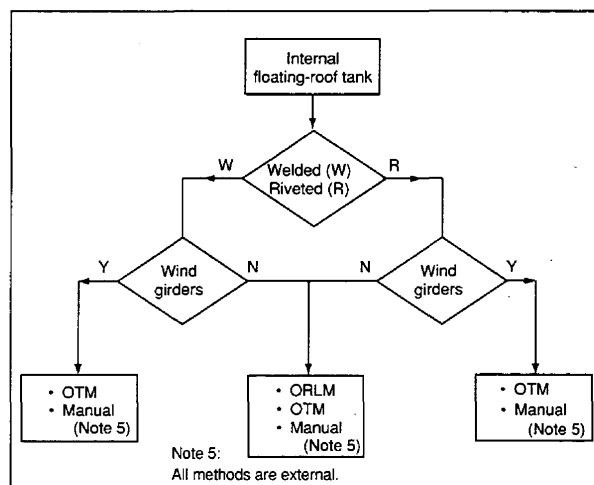 Internal
floating-roof tank
W
Welded (W)
Riveted (R)
R
Y
Wind
girders
N
N
Wind
girders
Y
• OTM
• Manual
(Note 5)
• ORLM
• OTM
• Manual
(Note 5)
• OTM
• Manual
(Note 5)
Note 5:
All methods are external.